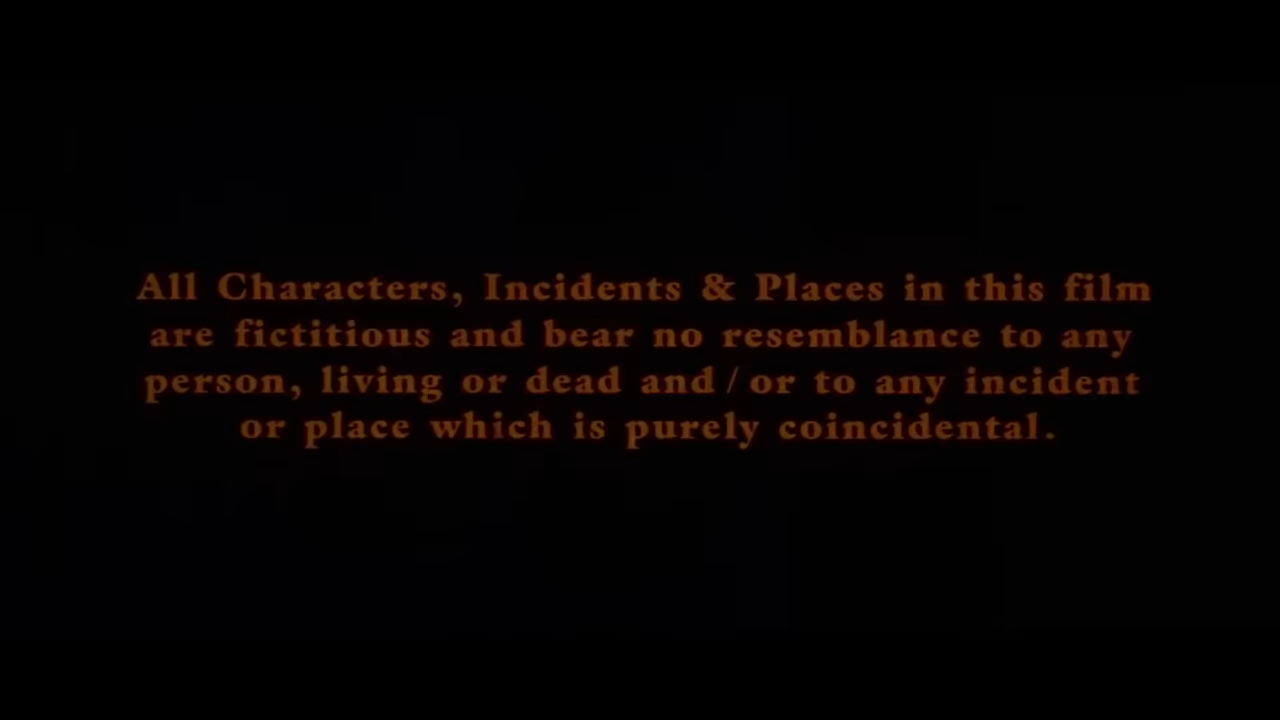 All Characters, Incidents & Places in this film
are fictitious and bear no resemblance to any
person, living or dead and / or to any incident
or place which is purely coincidental.